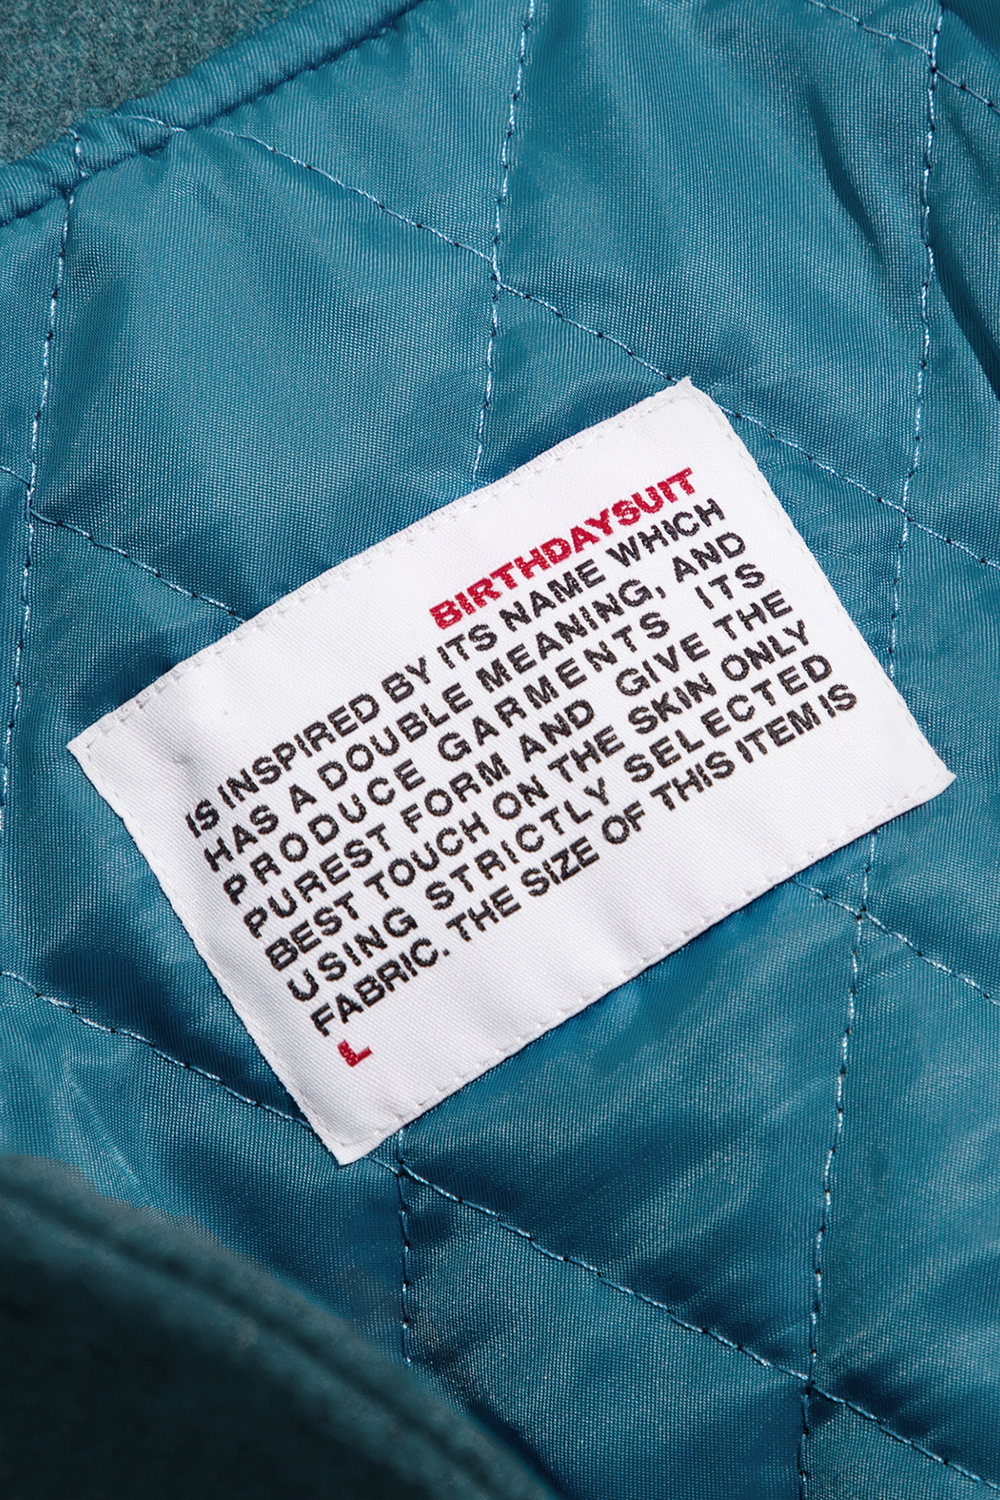 BIRTHDAYSUIT
IS INSPIRED BY ITS NAME WHICH
HAS A DOUBLE MEANING, AND
PRODUCE GARMENTS ITS
PUREST FORM AND GIVE THE
BEST TOUCH ON THE SKIN ONLY
USING STRICTLY SELECTED
FABRIC. THE SIZE OF THIS ITEM IS
L